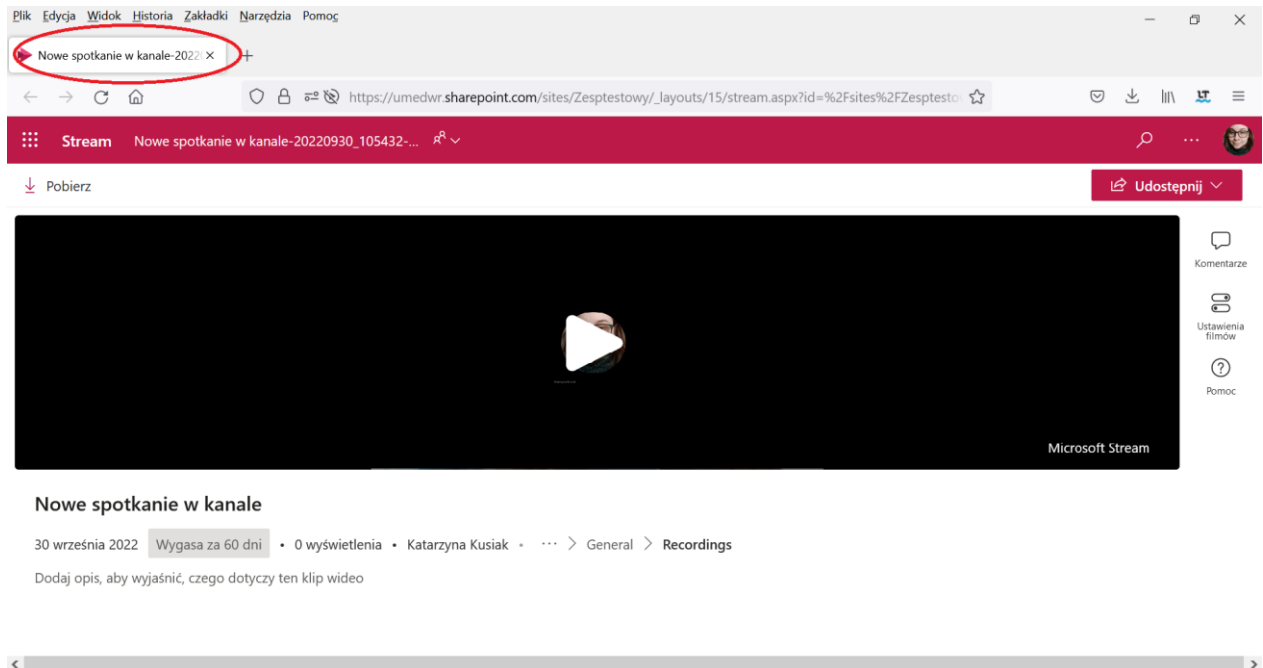 Plik Edycja Widok Historia Zakładki Narzędzia Pomoc
Nowe spotkanie w kanale-2022
https://umedwr.sharepoint.com/sites/Zesptestowy/_layouts/15/stream.aspx?id=%2Fsites%2FZesptesto
Stream Nowe spotkanie w kanale-20220930_105432-...
Pobierz
Udostępnij
Komentarze
Ustawienia
filmów
Pomoc
Microsoft Stream
Nowe spotkanie w kanale
30 września 2022 Wygasa za 60 dni • 0 wyświetlenia • Katarzyna Kusiak • ... > General > Recordings
Dodaj opis, aby wyjaśnić, czego dotyczy ten klip wideo